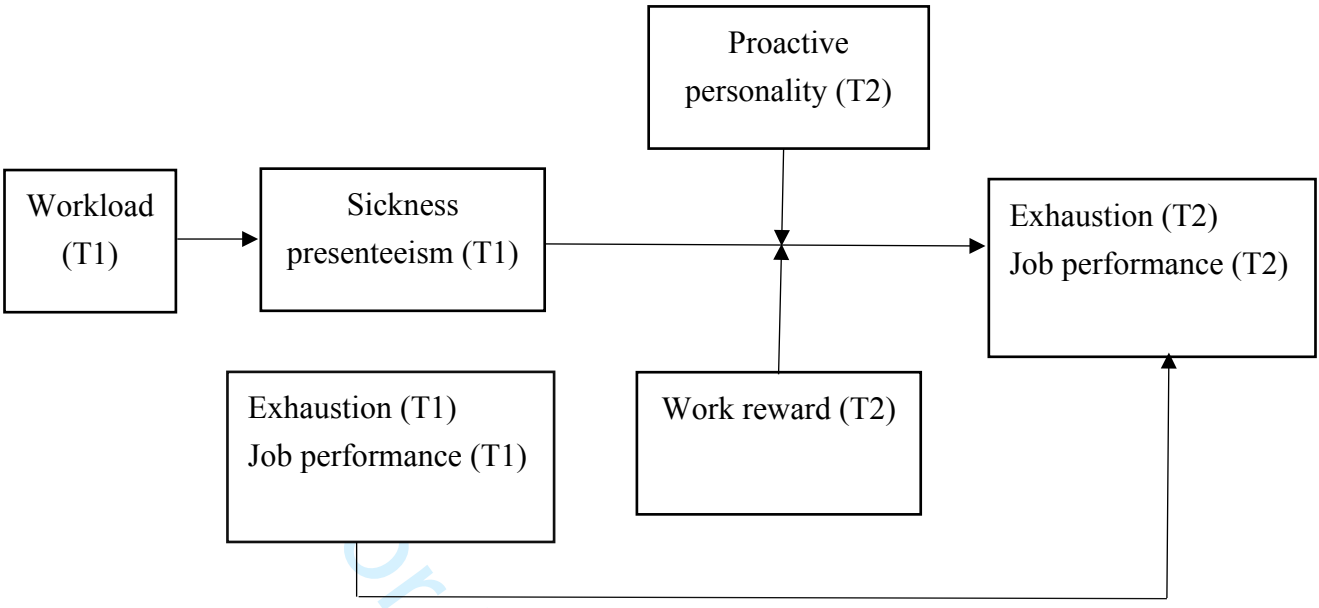 Proactive
personality (T2)
Workload
(T1)
Sickness
presenteeism (T1)
Exhaustion (T2)
Job performance (T2)
Exhaustion (T1)
Job performance (T1)
Work reward (T2)
or